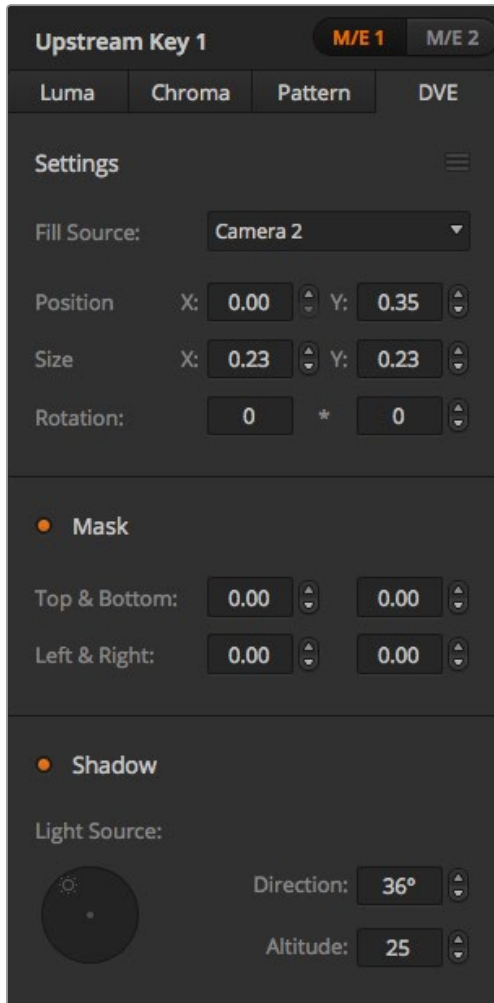 Upstream Key 1 M/E 1 M/E 2
Luma Chroma Pattern DVE
Settings
Fill Source: Camera 2
Position X: 0.00 Y: 0.35
Size X: 0.23 Y: 0.23
Rotation: 0 * 0
Mask
Top & Bottom: 0.00 0.00
Left & Right: 0.00 0.00
Shadow
Light Source:
Direction: 36°
Altitude: 25